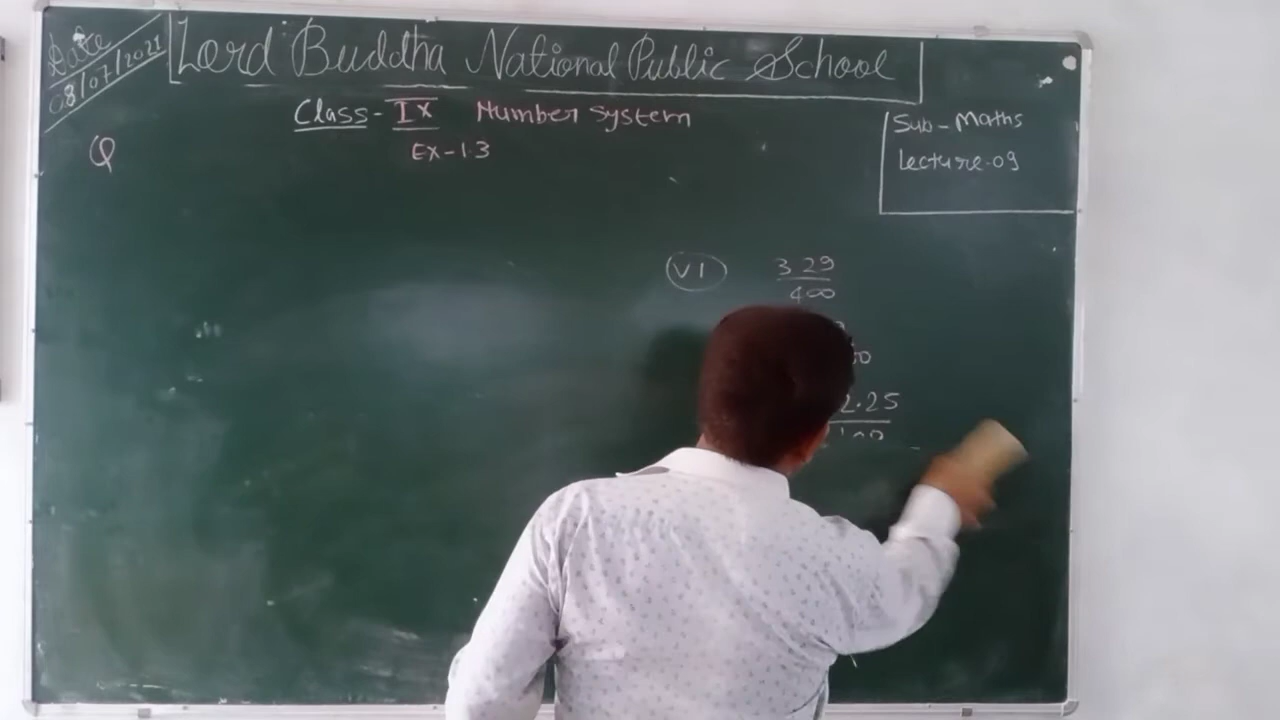 Date
08/07/2021
Lord Buddha National Public School
Class - IX Number System
Ex-1.3
Sub - Maths
Lecture-09
Q
VI
329
400
2.25
100